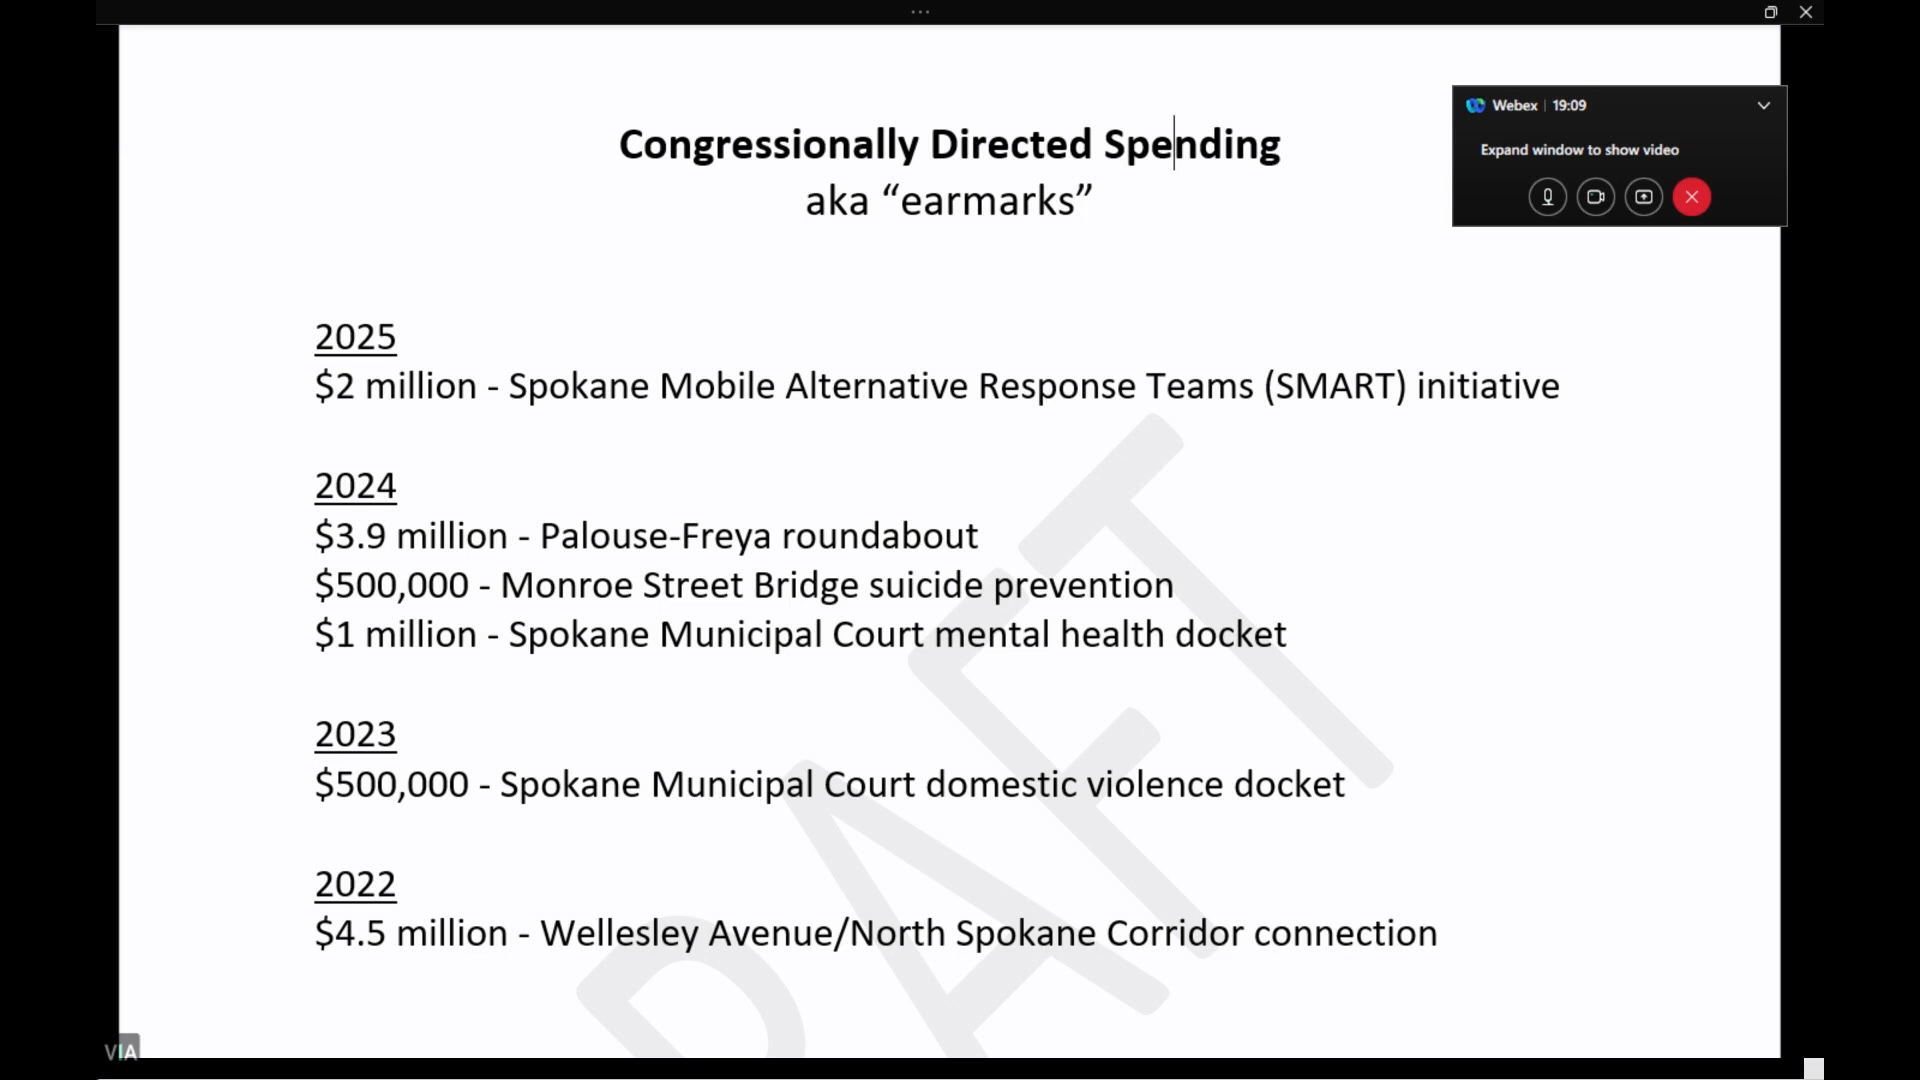 Congressionally Directed Spending
aka “earmarks”
Webex | 19:09
Expand window to show video
2025
$2 million - Spokane Mobile Alternative Response Teams (SMART) initiative
2024
$3.9 million - Palouse-Freya roundabout
$500,000 - Monroe Street Bridge suicide prevention
$1 million - Spokane Municipal Court mental health docket
2023
$500,000 - Spokane Municipal Court domestic violence docket
2022
$4.5 million - Wellesley Avenue/North Spokane Corridor connection
DRAFT
VIA